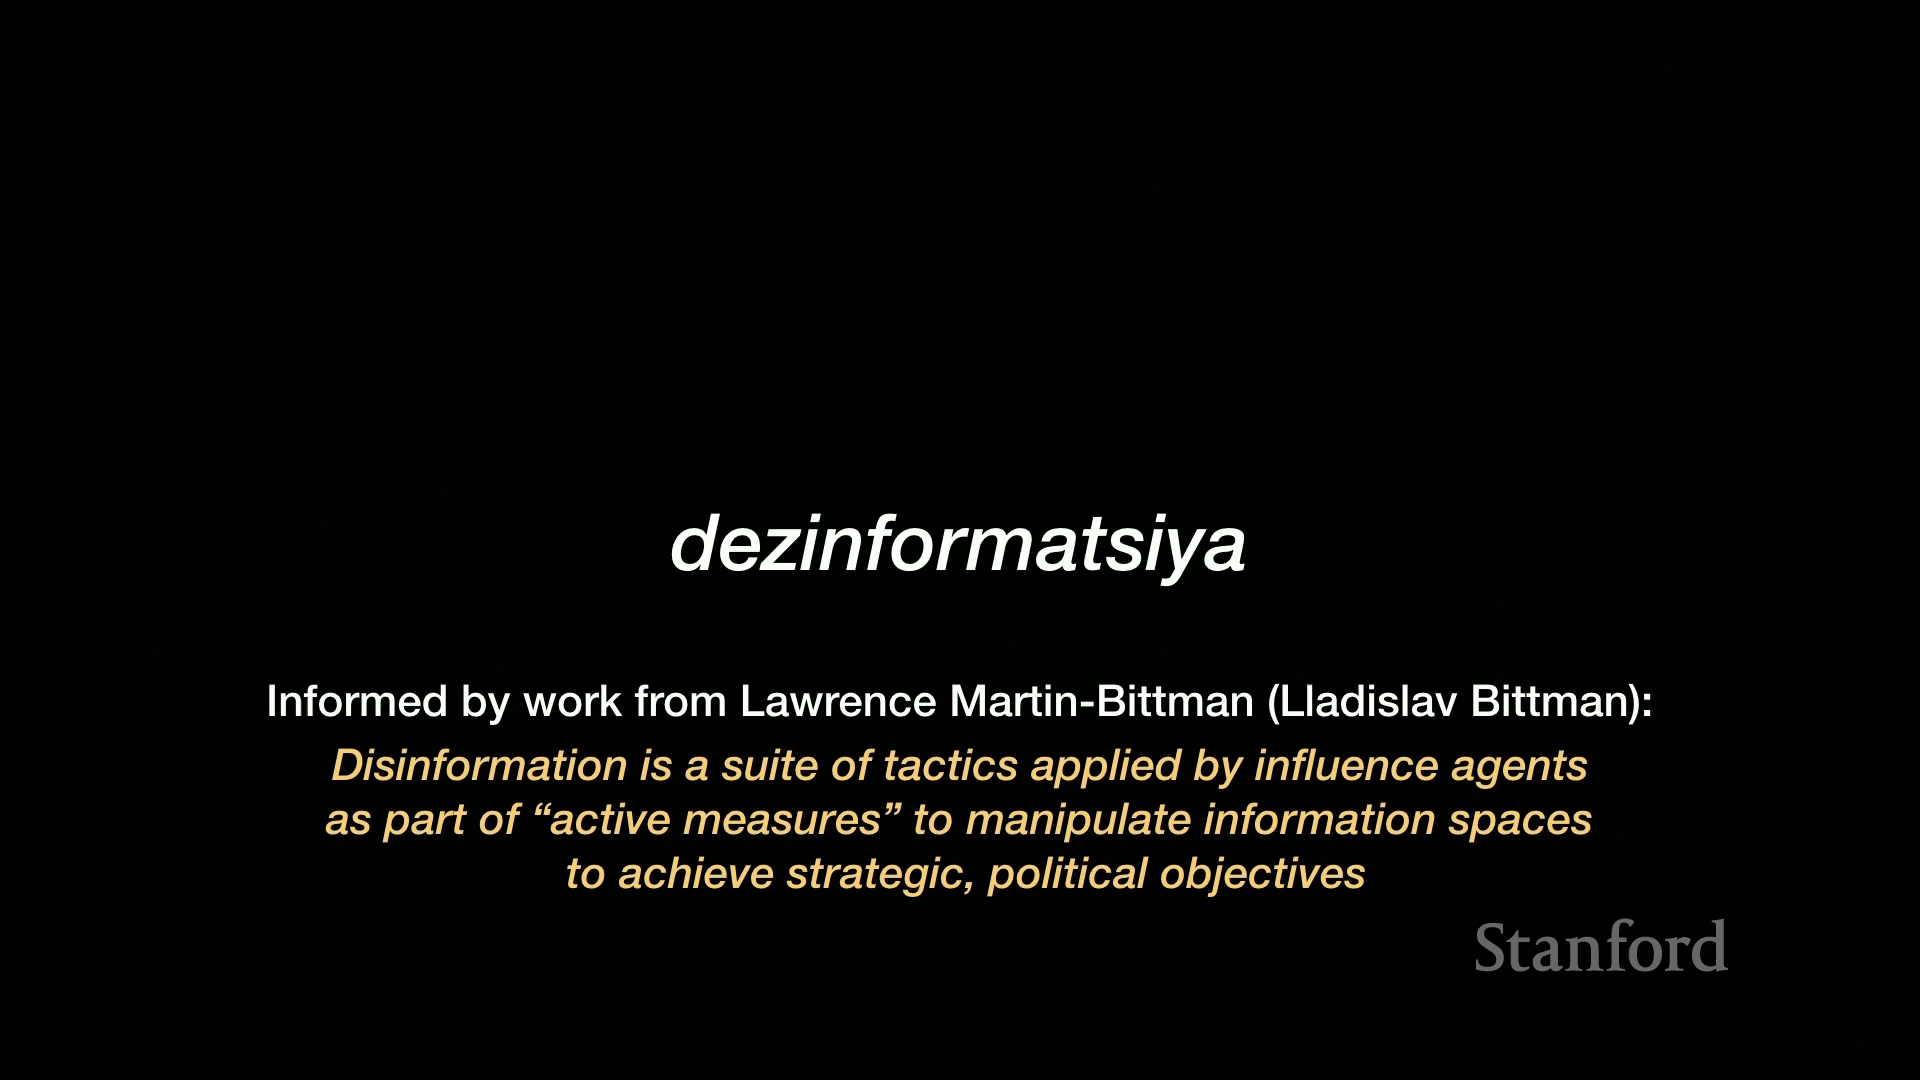 dezinformatsiya
Informed by work from Lawrence Martin-Bittman (Lladislav Bittman):
Disinformation is a suite of tactics applied by influence agents
as part of “active measures” to manipulate information spaces
to achieve strategic, political objectives
Stanford